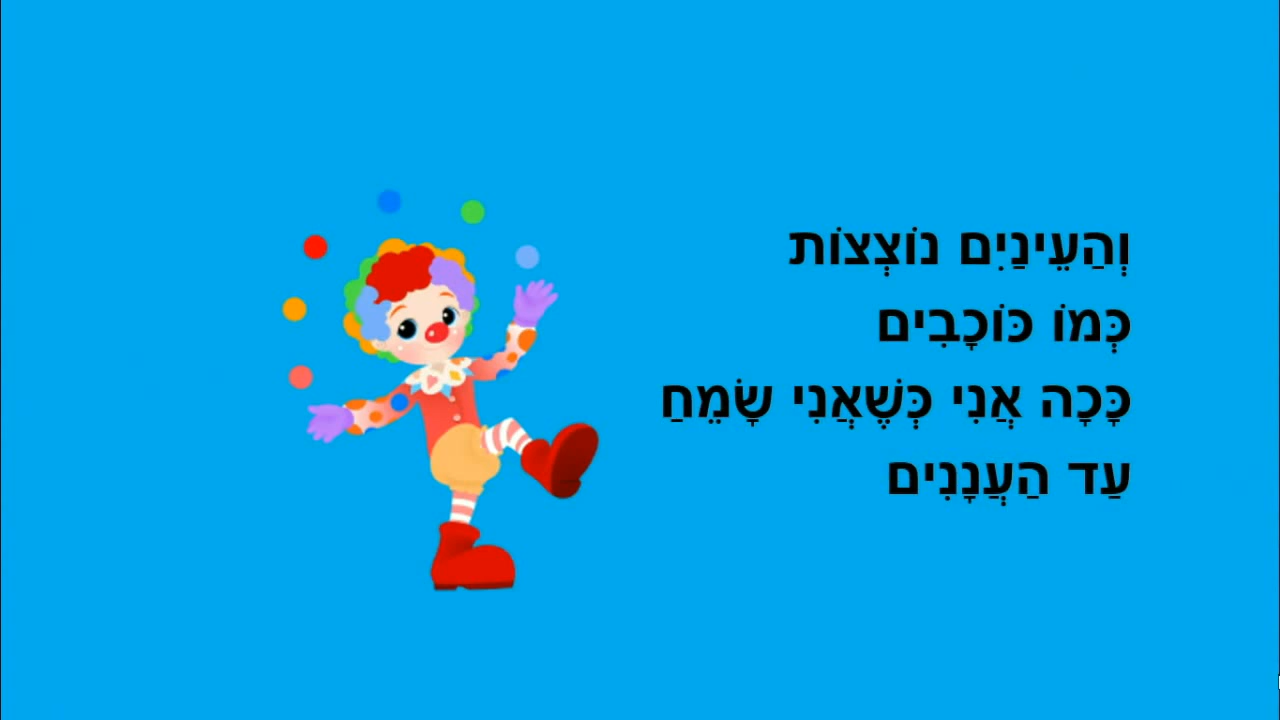 וְהַעֵינַיִם נוֹצְצוֹת
כְּמוֹ כּוֹכָבִים
כָּכָה אֲנִי כְּשֶׁאֲנִי שָׂמֵחַ
עַד הַעֲנָנִים